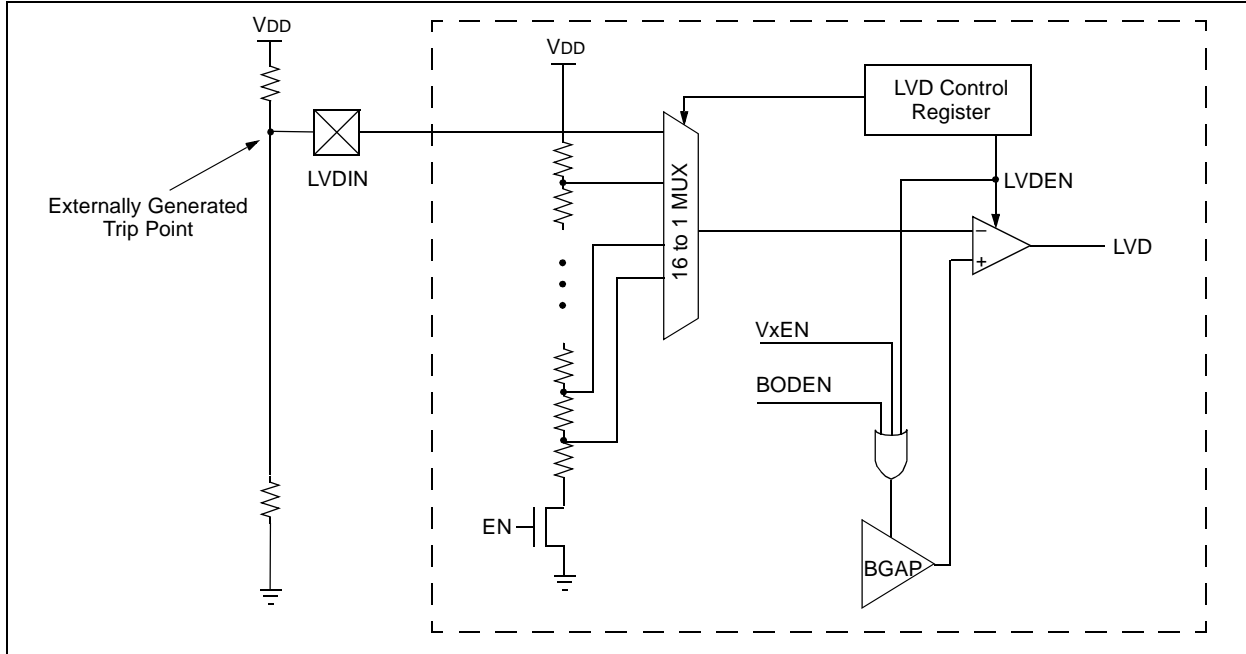 VDD
VDD
LVD Control
Register
LVDIN
LVDEN
Externally Generated
Trip Point
16 to 1 MUX
−
+
LVD
VxEN
BODEN
EN
BGAP